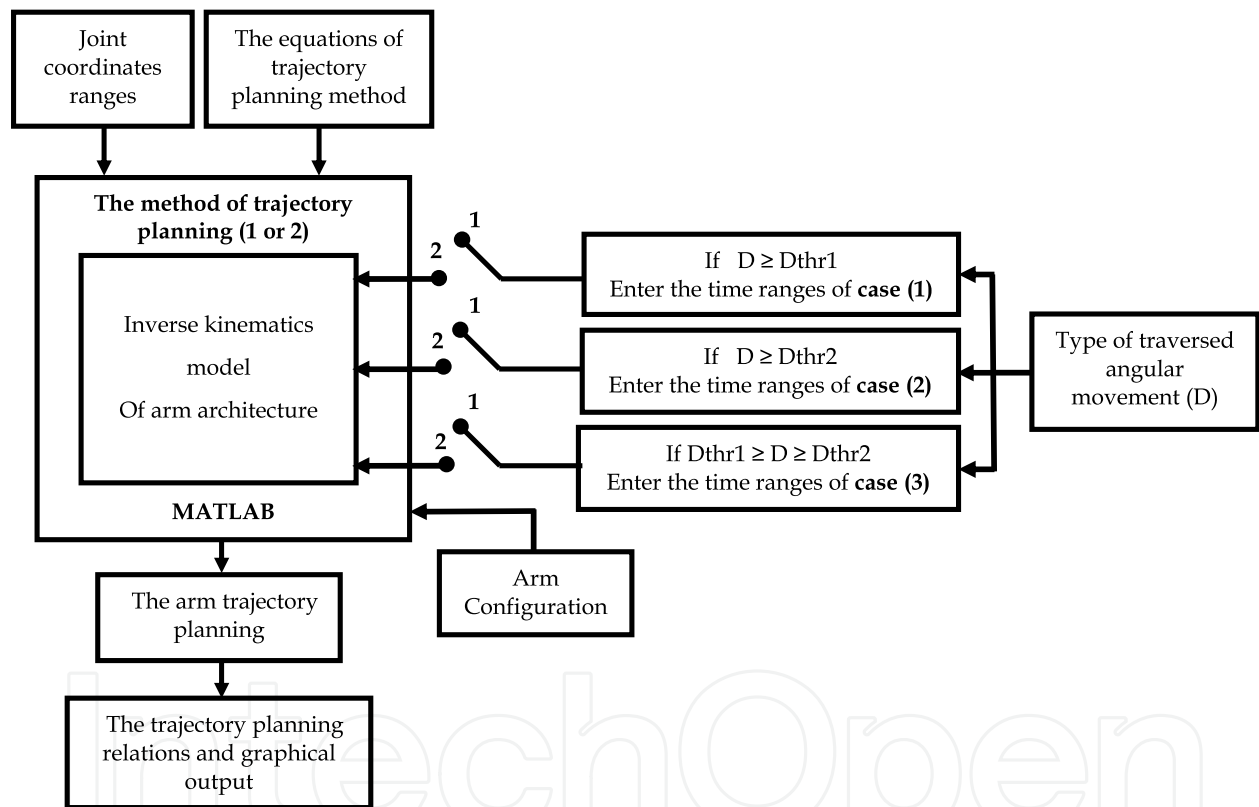 Joint
coordinates
ranges
The equations of
trajectory
planning method
The method of trajectory
planning (1 or 2)
Inverse kinematics
model
Of arm architecture
MATLAB
1
2
1
2
1
2
If D ≥ Dthr1
Enter the time ranges of case (1)
If D ≥ Dthr2
Enter the time ranges of case (2)
If Dthr1 ≥ D ≥ Dthr2
Enter the time ranges of case (3)
Type of traversed
angular
movement (D)
Arm
Configuration
The arm trajectory
planning
The trajectory planning
relations and graphical
output
IntechOpen